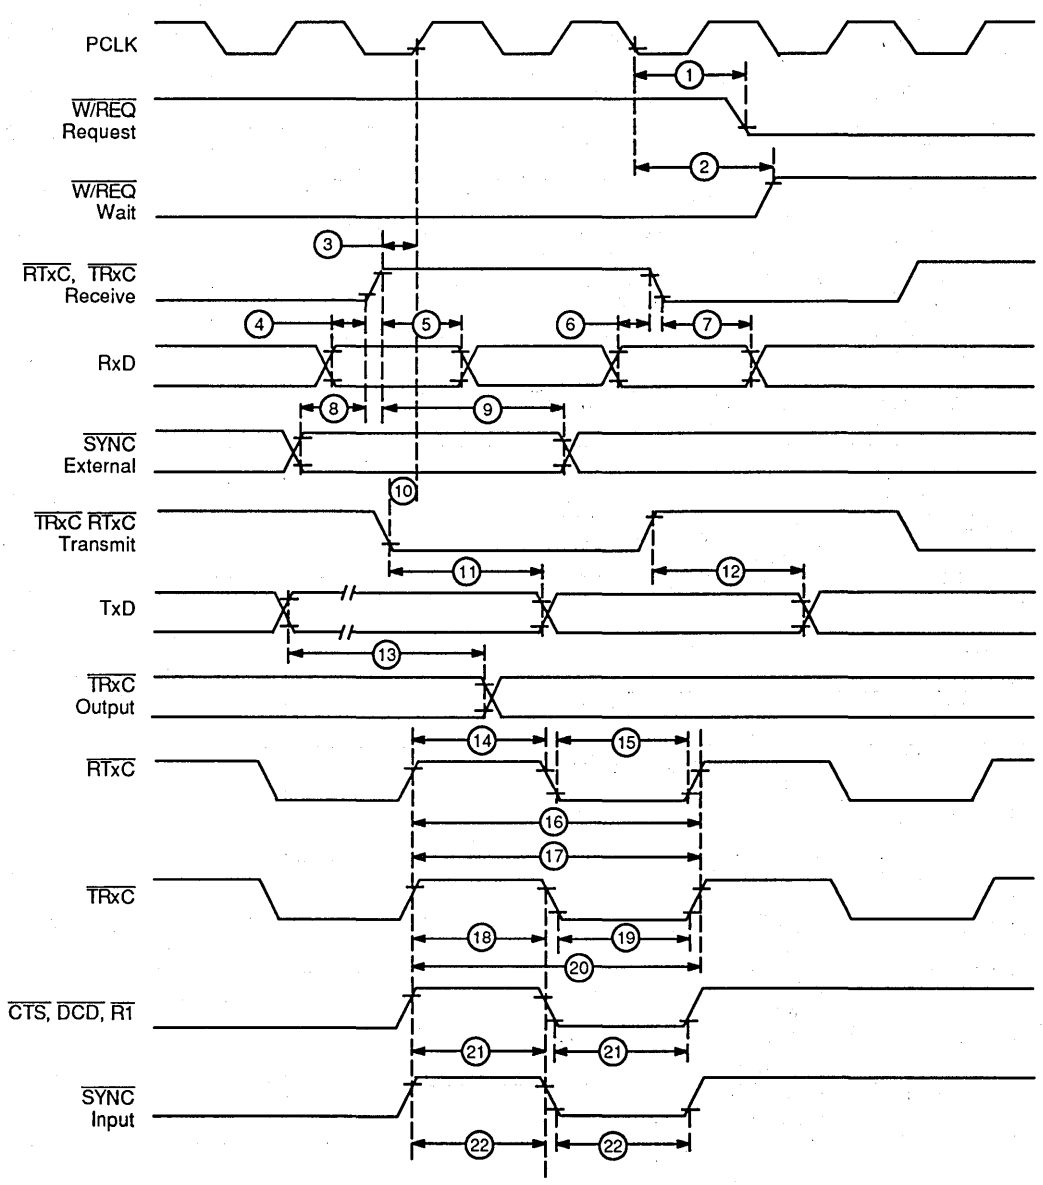 PCLK
1
W/REQ
Request
2
W/REQ
Wait
3
RTxC, TRxC
Receive
4 5 6 7
RxD
8 9
SYNC
External
10
TRxC RTxC
Transmit
11 12
TxD
13
TRxC
Output
14 15
RTxC
16
17
TRxC
18 19
20
CTS, DCD, R1
21 21
SYNC
Input
22 22